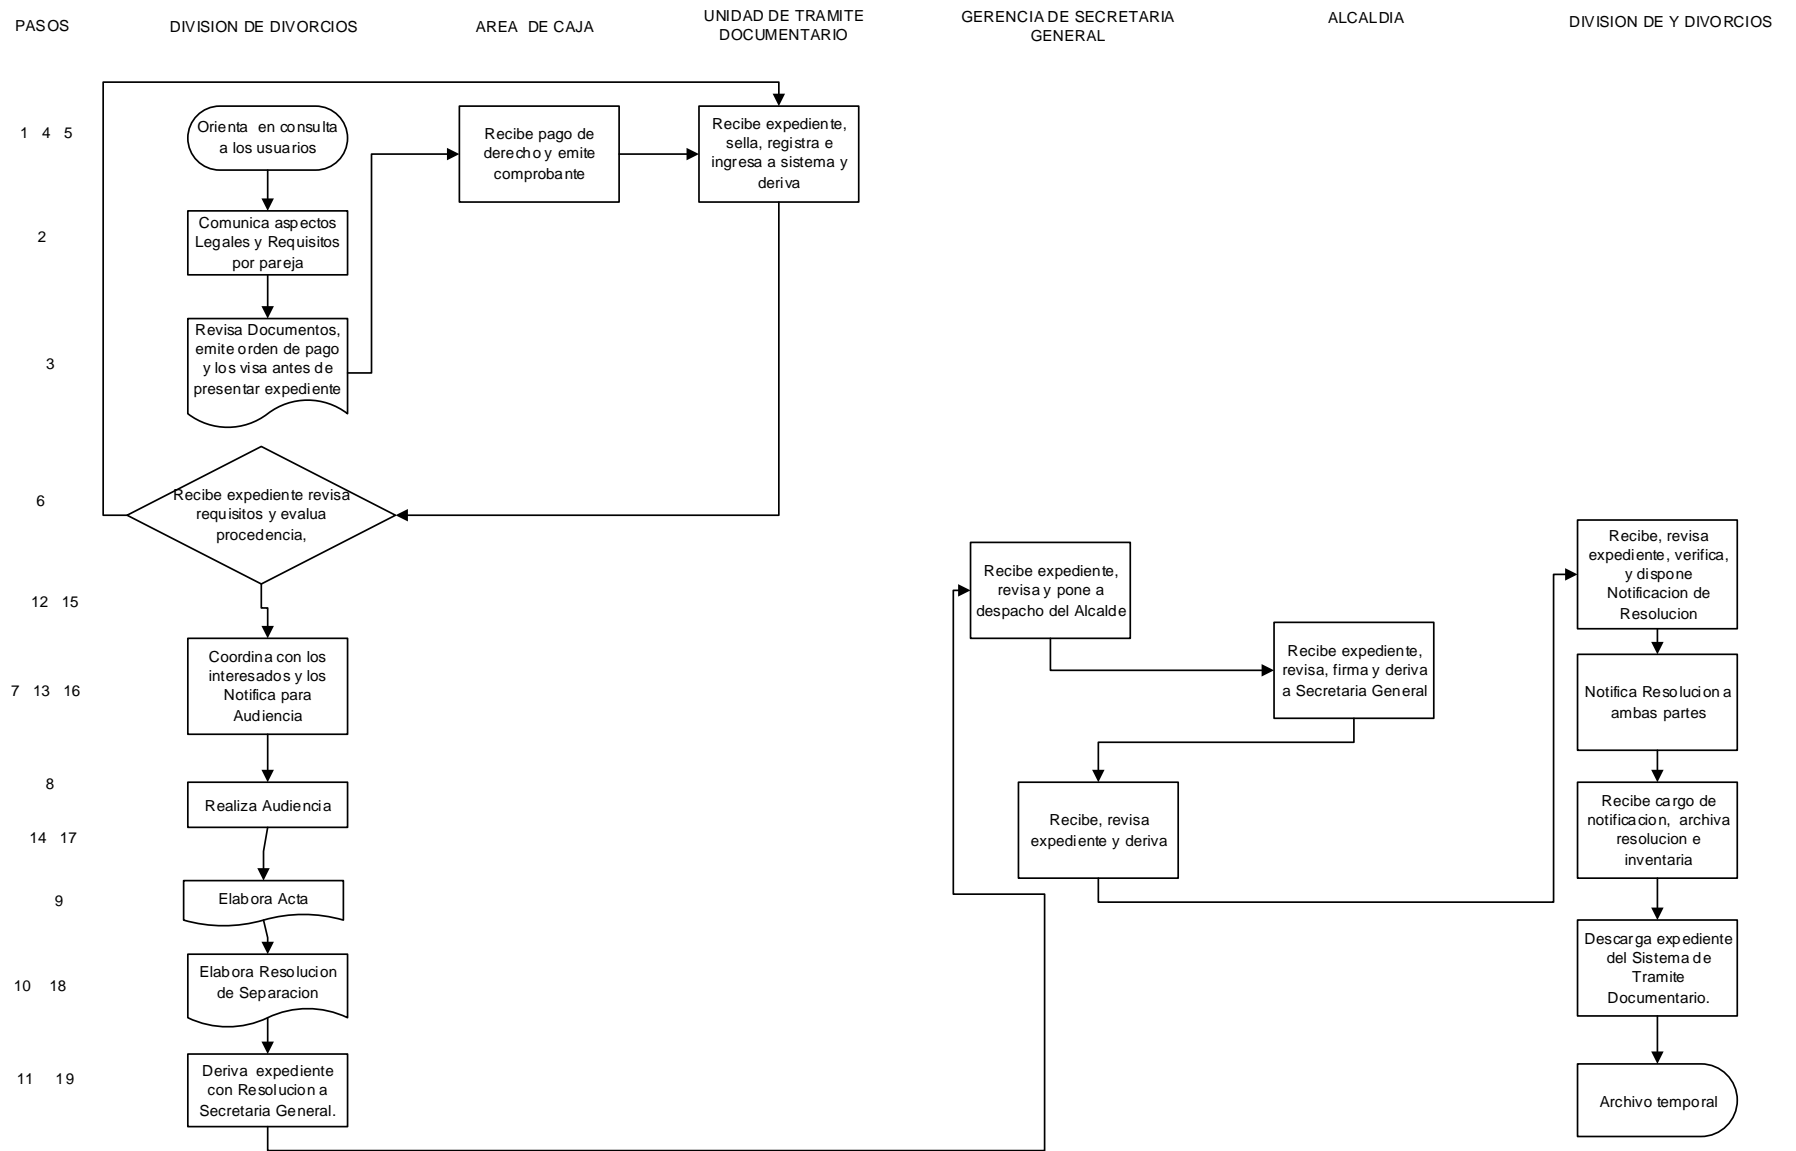 PASOS
DIVISION DE DIVORCIOS
AREA DE CAJA
UNIDAD DE TRAMITE
DOCUMENTARIO
GERENCIA DE SECRETARIA
GENERAL
ALCALDIA
DIVISION DE Y DIVORCIOS
1 4 5
Orienta en consulta
a los usuarios
Recibe pago de
derecho y emite
comprobante
Recibe expediente,
sella, registra e
ingresa a sistema y
deriva
2
Comunica aspectos
Legales y Requisitos
por pareja
3
Revisa Documentos,
emite orden de pago
y los visa antes de
presentar expediente
6
Recibe expediente revisa
requisitos y evalua
procedencia,
12 15
7 13 16
Coordina con los
interesados y los
Notifica para
Audiencia
8
Realiza Audiencia
14 17
9
Elabora Acta
10 18
Elabora Resolucion
de Separacion
11 19
Deriva expediente
con Resolucion a
Secretaria General.
Recibe expediente,
revisa y pone a
despacho del Alcalde
Recibe expediente,
revisa, firma y deriva
a Secretaria General
Recibe, revisa
expediente y deriva
Recibe, revisa
expediente, verifica,
y dispone
Notificacion de
Resolucion
Notifica Resolucion a
ambas partes
Recibe cargo de
notificacion, archiva
resolucion e
inventaria
Descarga expediente
del Sistema de
Tramite
Documentario.
Archivo temporal